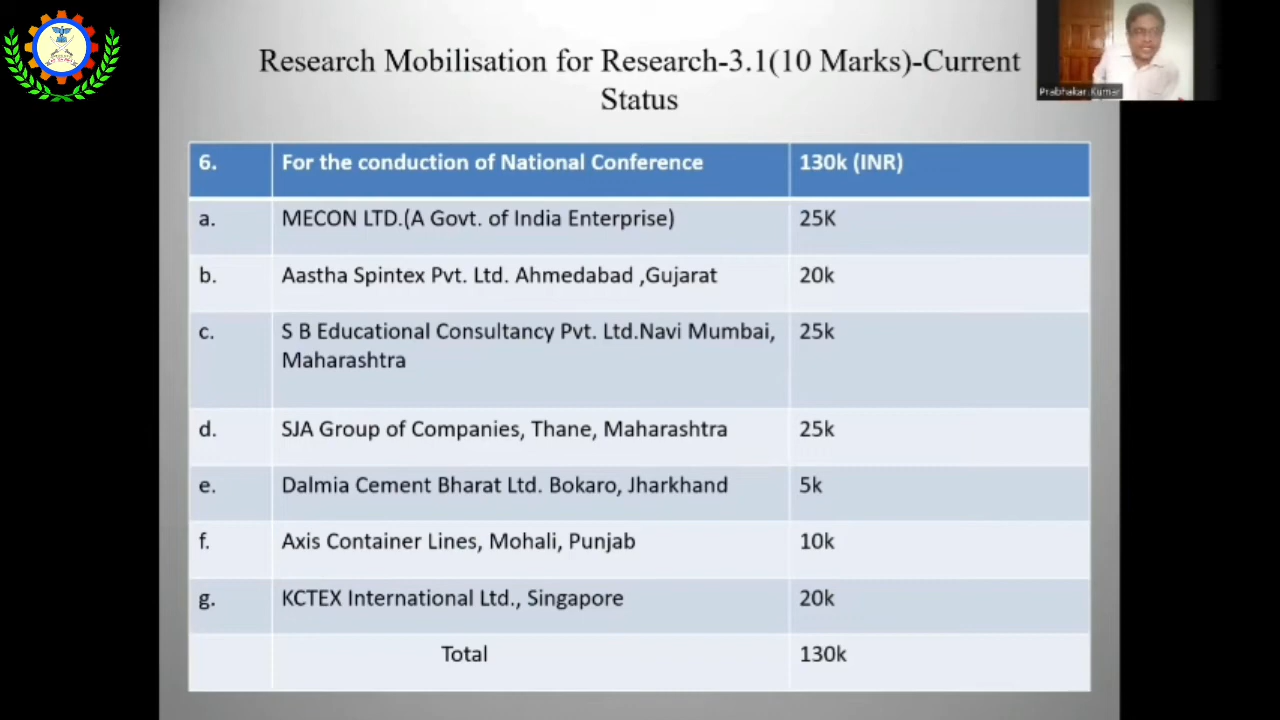 Research Mobilisation for Research-3.1(10 Marks)-Current
Status
Prabhakar Kumar
6. For the conduction of National Conference 130k (INR)
a. MECON LTD.(A Govt. of India Enterprise) 25K
b. Aastha Spintex Pvt. Ltd. Ahmedabad ,Gujarat 20k
c. S B Educational Consultancy Pvt. Ltd.Navi Mumbai, 25k
Maharashtra
d. SJA Group of Companies, Thane, Maharashtra 25k
e. Dalmia Cement Bharat Ltd. Bokaro, Jharkhand 5k
f. Axis Container Lines, Mohali, Punjab 10k
g. KCTEX International Ltd., Singapore 20k
Total 130k